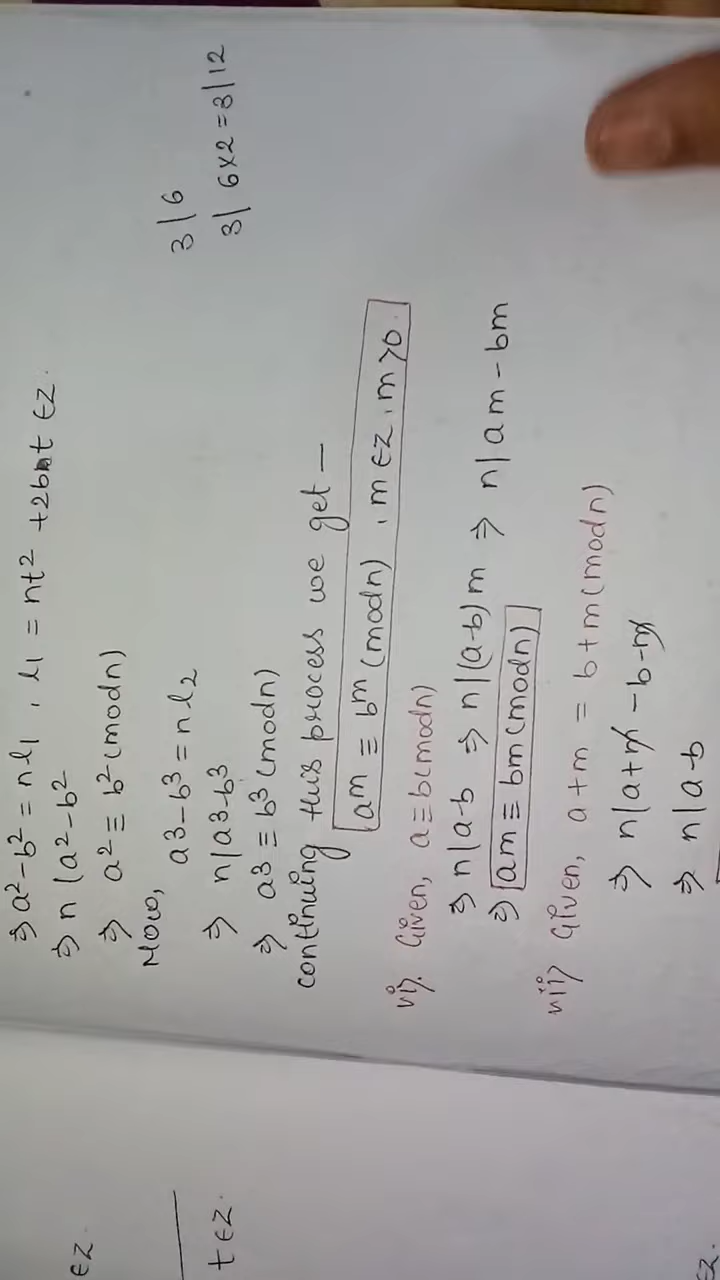 ⇒ a²-b² = nl₁ , l₁ = nt² + 2bt ∈ Z.
⇒ n | a²-b²
⇒ a² ≡ b² (mod n)
Now, a3-b³ = nl₂
⇒ n | a3-b³
⇒ a3 ≡ b³ (mod n)
3 | 6
3 | 6×2 = 3 | 12
continuing this process we get –
aᵐ ≡ bᵐ (mod n) , m ∈ Z , m > 0.
vi). Given, a ≡ b (mod n)
⇒ n | a-b ⇒ n | (a-b) m ⇒ n | am - bm
⇒ am ≡ bm (mod n)
vii) Given, a+m = b+m (mod n)
⇒ n | a+m - b-m
⇒ n | a-b
∈ Z.
t ∈ Z.